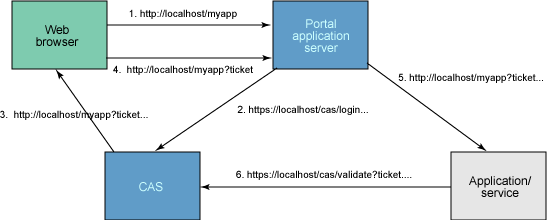 1. http://localhost/myapp
Web
browser
Portal
application
server
4. http://localhost/myapp?ticket
5. http://localhost/myapp?ticket...
2. https://localhost/cas/login...
3. http://localhost/myapp?ticket...
6. https://localhost/cas/validate?ticket....
CAS
Application/
service